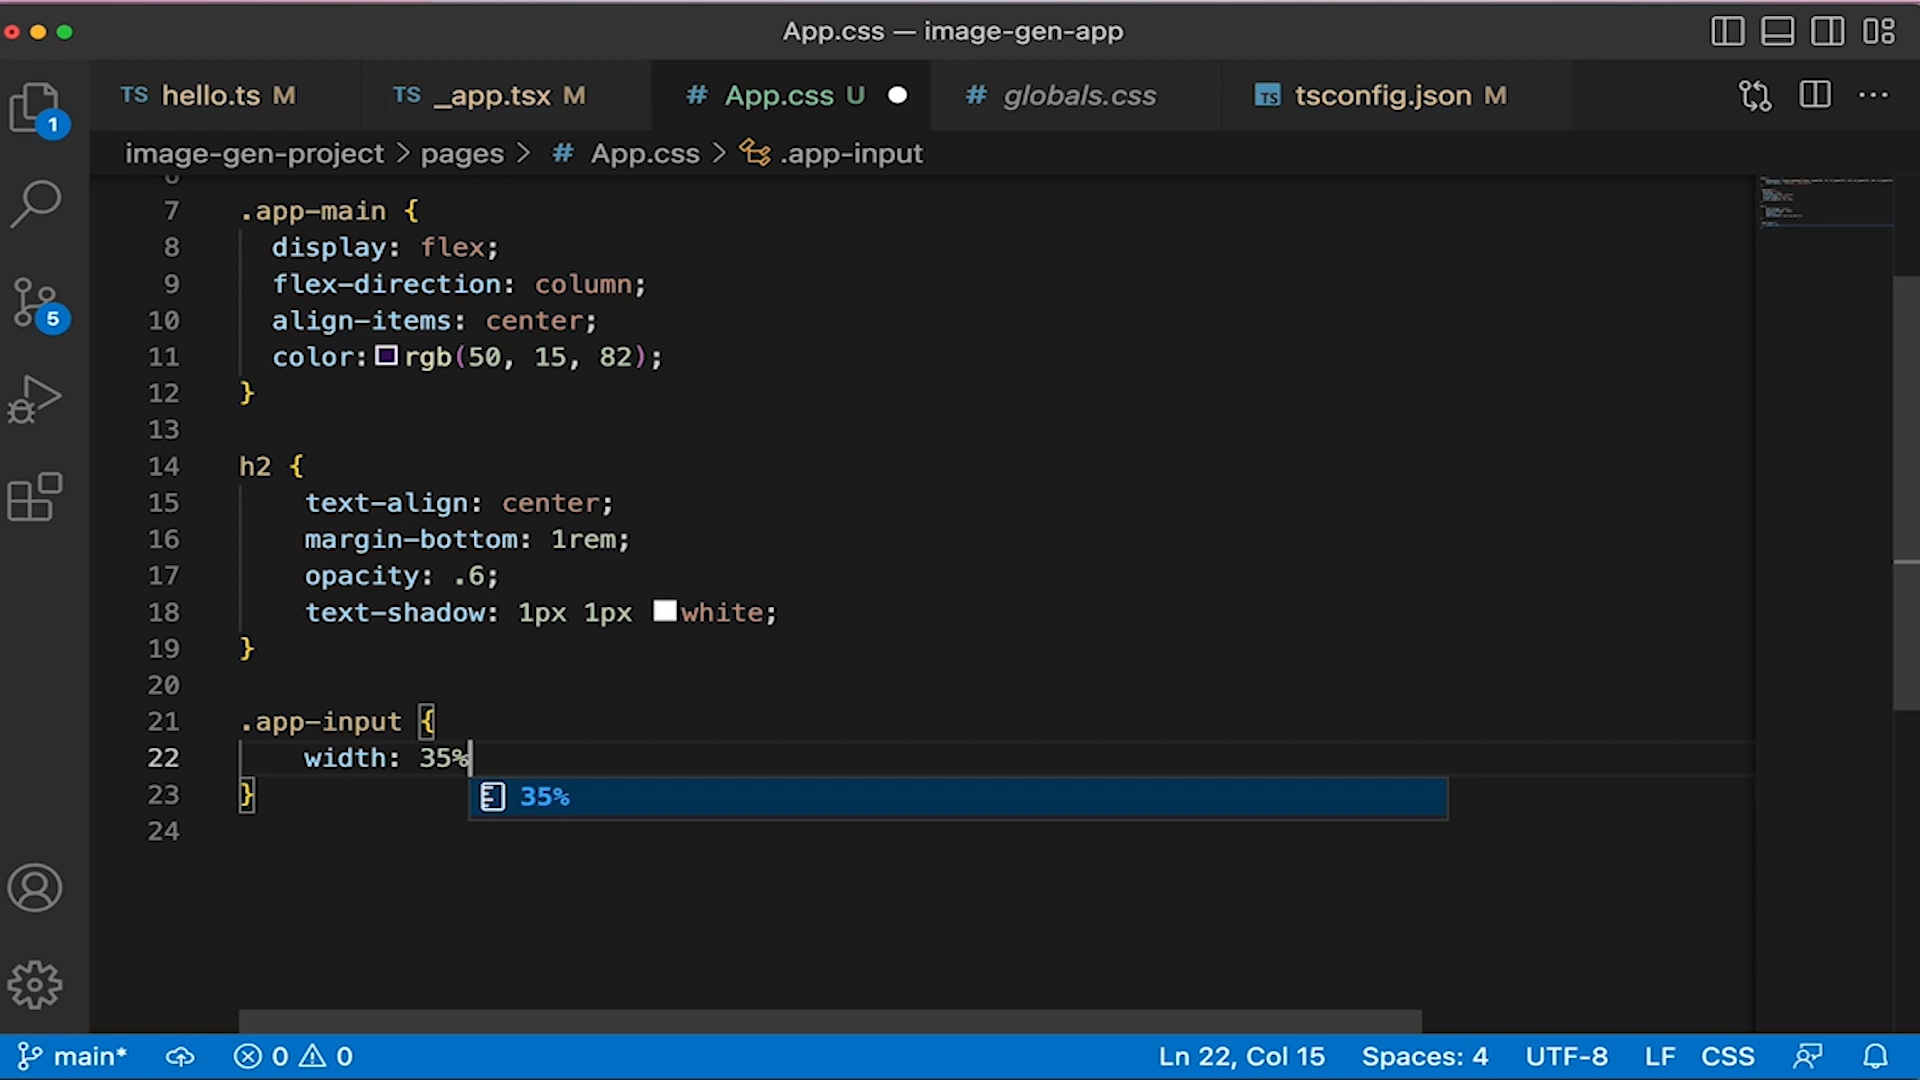 App.css — image-gen-app
TS hello.ts M TS _app.tsx M # App.css U # globals.css TS tsconfig.json M
1
image-gen-project > pages > # App.css > .app-input
6
7 .app-main {
8 display: flex;
9 flex-direction: column;
10 align-items: center;
11 color: rgb(50, 15, 82);
12 }
13
14 h2 {
15 text-align: center;
16 margin-bottom: 1rem;
17 opacity: .6;
18 text-shadow: 1px 1px white;
19 }
20
21 .app-input {
22 width: 35%
23 }
35%
24
5
main* 0 0 Ln 22, Col 15 Spaces: 4 UTF-8 LF CSS